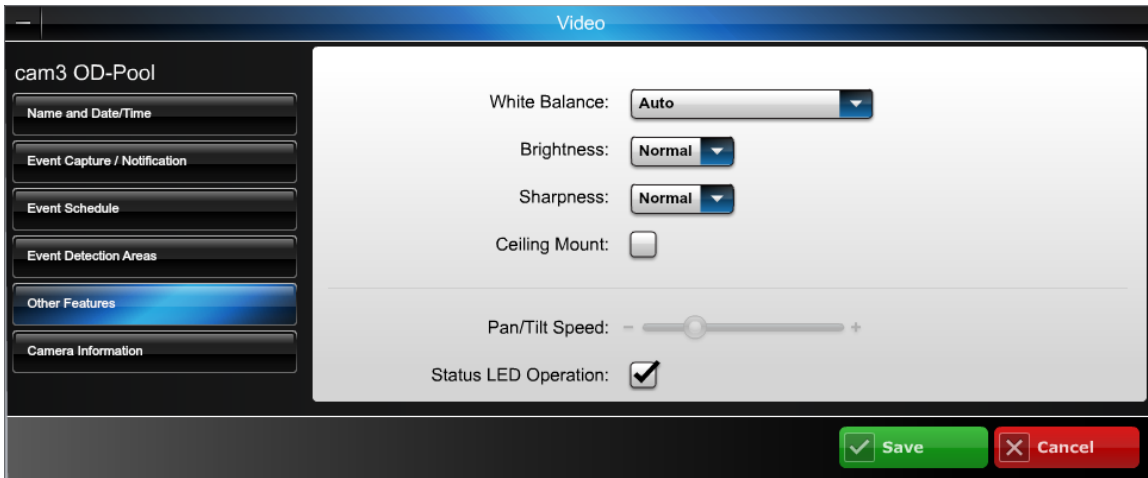 Video
cam3 OD-Pool
Name and Date/Time
Event Capture / Notification
Event Schedule
Event Detection Areas
Other Features
Camera Information
White Balance: Auto
Brightness: Normal
Sharpness: Normal
Ceiling Mount:
Pan/Tilt Speed: - +
Status LED Operation:
Save Cancel